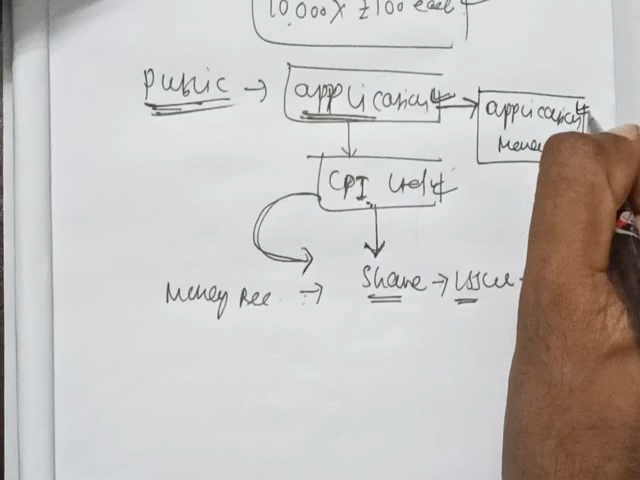 10,000 x ₹100 each
Public → application → application
Money
CPI Ltd
Money Rec. → Share → issue